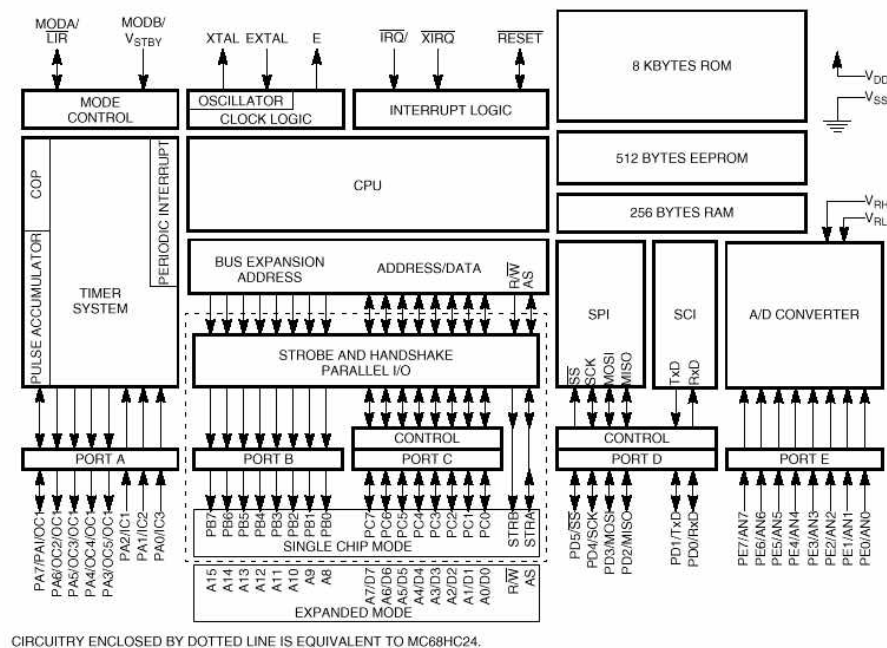 MODA/
LIR
MODB/
VSTBY
XTAL
EXTAL
E
IRQ/
XIRQ
RESET
MODE
CONTROL
OSCILLATOR
CLOCK LOGIC
INTERRUPT LOGIC
8 KBYTES ROM
VDD
VSS
COP
PERIODIC INTERRUPT
CPU
512 BYTES EEPROM
256 BYTES RAM
VRH
VRL
PULSE ACCUMULATOR
TIMER
SYSTEM
BUS EXPANSION
ADDRESS
ADDRESS/DATA
R/W
AS
SPI
SCI
A/D CONVERTER
STROBE AND HANDSHAKE
PARALLEL I/O
SS
SCK
MOSI
MISO
TxD
RxD
CONTROL
CONTROL
PORT A
PORT B
PORT C
PORT D
PORT E
PA7/PAI/OC1
PA6/OC2/OC1
PA5/OC3/OC1
PA4/OC4/OC1
PA3/OC5/OC1
PA2/IC1
PA1/IC2
PA0/IC3
PB7
PB6
PB5
PB4
PB3
PB2
PB1
PB0
PC7
PC6
PC5
PC4
PC3
PC2
PC1
PC0
STRB
STRA
PD5/SS
PD4/SCK
PD3/MOSI
PD2/MISO
PD1/TxD
PD0/RxD
PE7/AN7
PE6/AN6
PE5/AN5
PE4/AN4
PE3/AN3
PE2/AN2
PE1/AN1
PE0/AN0
SINGLE CHIP MODE
A15
A14
A13
A12
A11
A10
A9
A8
A7/D7
A6/D6
A5/D5
A4/D4
A3/D3
A2/D2
A1/D1
A0/D0
R/W
AS
EXPANDED MODE
CIRCUITRY ENCLOSED BY DOTTED LINE IS EQUIVALENT TO MC68HC24.